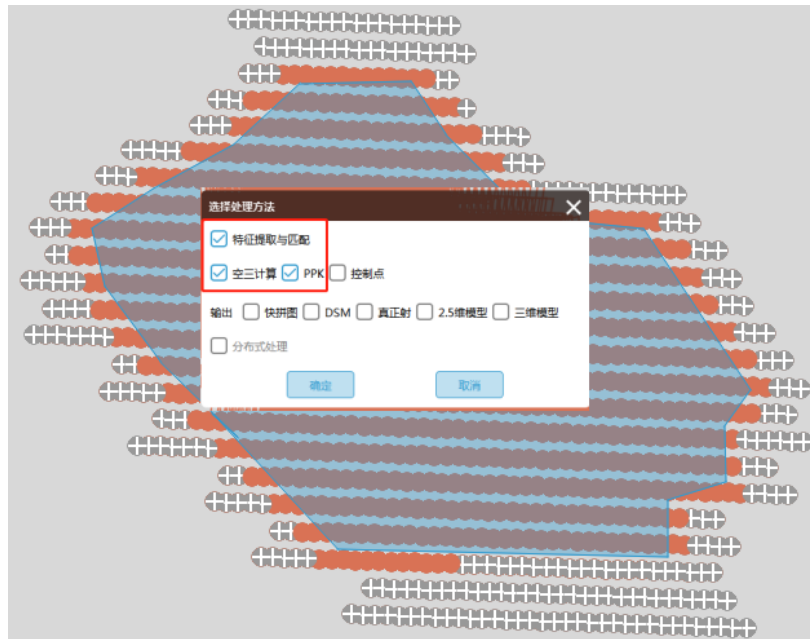 选择处理方法
特征提取与匹配
空三计算 PPK 控制点
输出 快拼图 DSM 真正射 2.5维模型 三维模型
分布式处理
确定 取消